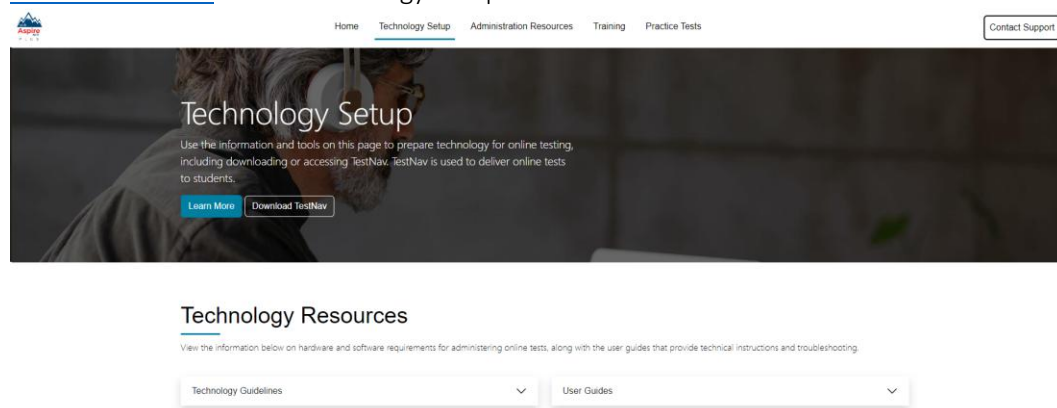 Aspire
PLUS
Home Technology Setup Administration Resources Training Practice Tests Contact Support
Technology Setup
Use the information and tools on this page to prepare technology for online testing,
including downloading or accessing TestNav. TestNav is used to deliver online tests
to students.
Learn More Download TestNav
Technology Resources
View the information below on hardware and software requirements for administering online tests, along with the user guides that provide technical instructions and troubleshooting.
Technology Guidelines User Guides